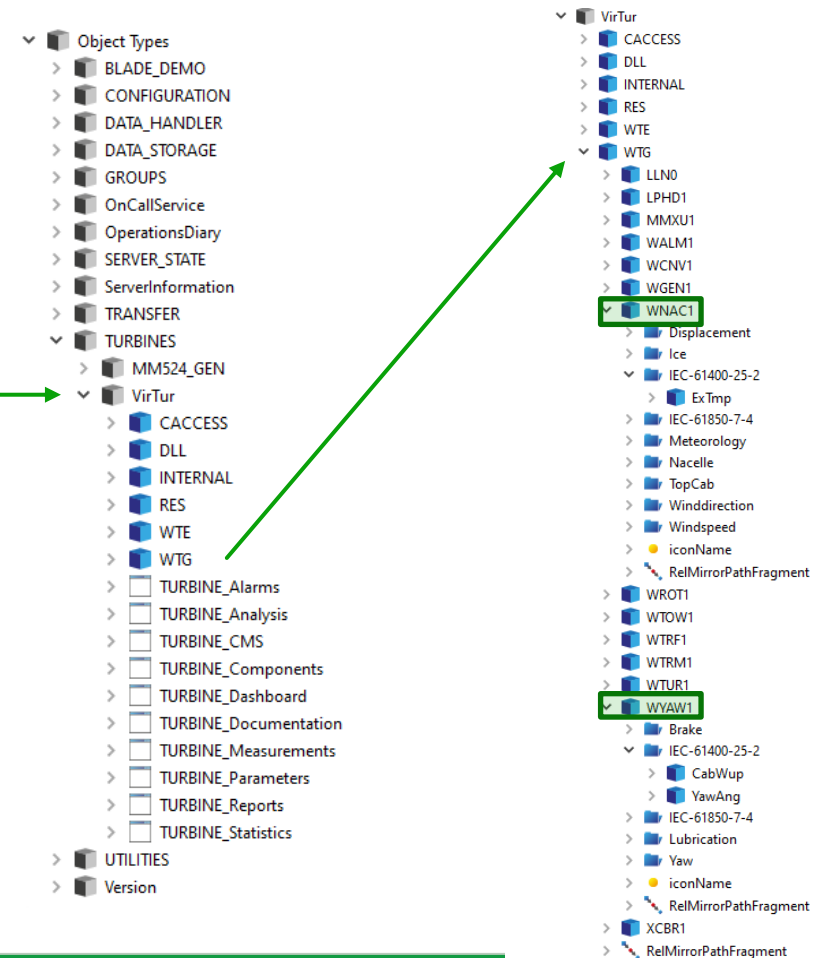 Object Types
BLADE_DEMO
CONFIGURATION
DATA_HANDLER
DATA_STORAGE
GROUPS
OnCallService
OperationsDiary
SERVER_STATE
ServerInformation
TRANSFER
TURBINES
MM524_GEN
VirTur
CACCESS
DLL
INTERNAL
RES
WTE
WTG
TURBINE_Alarms
TURBINE_Analysis
TURBINE_CMS
TURBINE_Components
TURBINE_Dashboard
TURBINE_Documentation
TURBINE_Measurements
TURBINE_Parameters
TURBINE_Reports
TURBINE_Statistics
UTILITIES
Version
VirTur
CACCESS
DLL
INTERNAL
RES
WTE
WTG
LLN0
LPHD1
MMXU1
WALM1
WCNV1
WGEN1
WNAC1
Displacement
Ice
IEC-61400-25-2
ExTmp
IEC-61850-7-4
Meteorology
Nacelle
TopCab
Winddirection
Windspeed
iconName
RelMirrorPathFragment
WROT1
WTOW1
WTRF1
WTRM1
WTUR1
WYAW1
Brake
IEC-61400-25-2
CabWup
YawAng
IEC-61850-7-4
Lubrication
Yaw
iconName
RelMirrorPathFragment
XCBR1
RelMirrorPathFragment